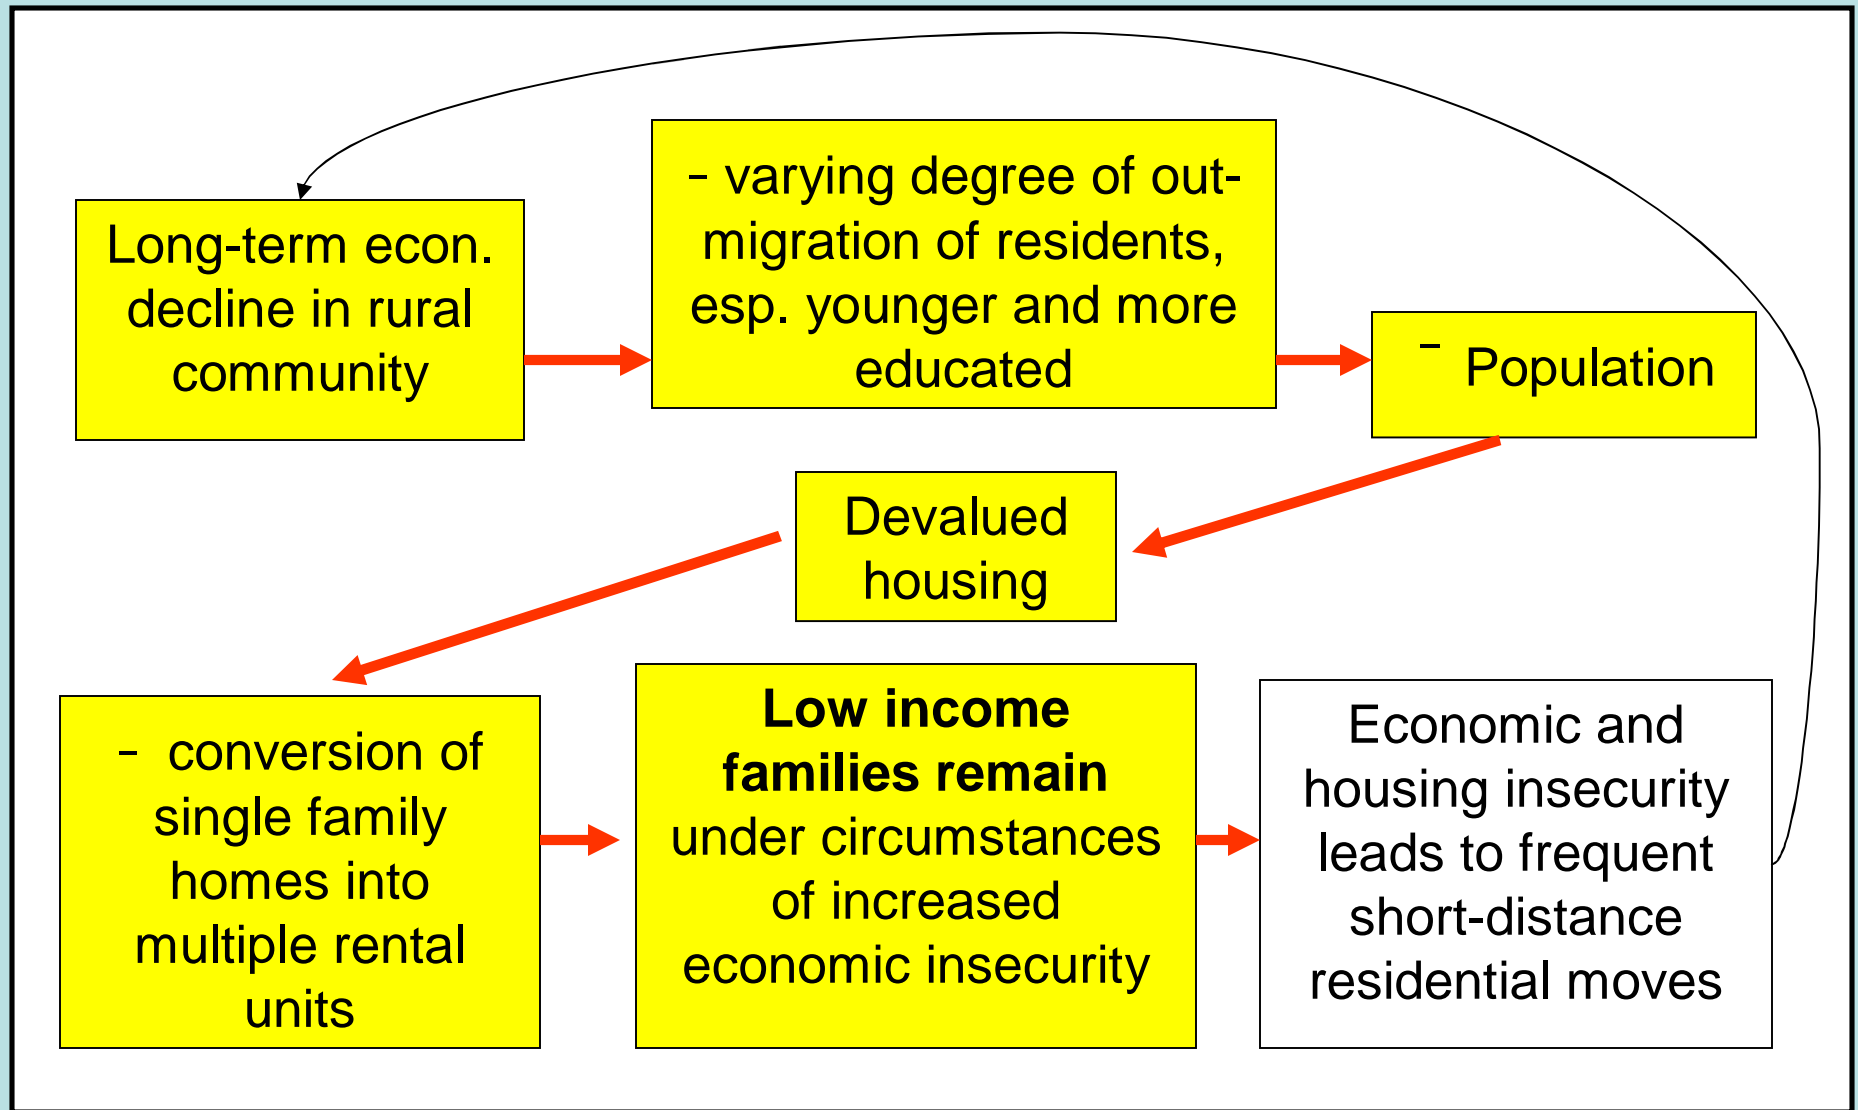 Long-term econ.
decline in rural
community
- varying degree of out-
migration of residents,
esp. younger and more
educated
- Population
Devalued
housing
- conversion of
single family
homes into
multiple rental
units
Low income
families remain
under circumstances
of increased
economic insecurity
Economic and
housing insecurity
leads to frequent
short-distance
residential moves